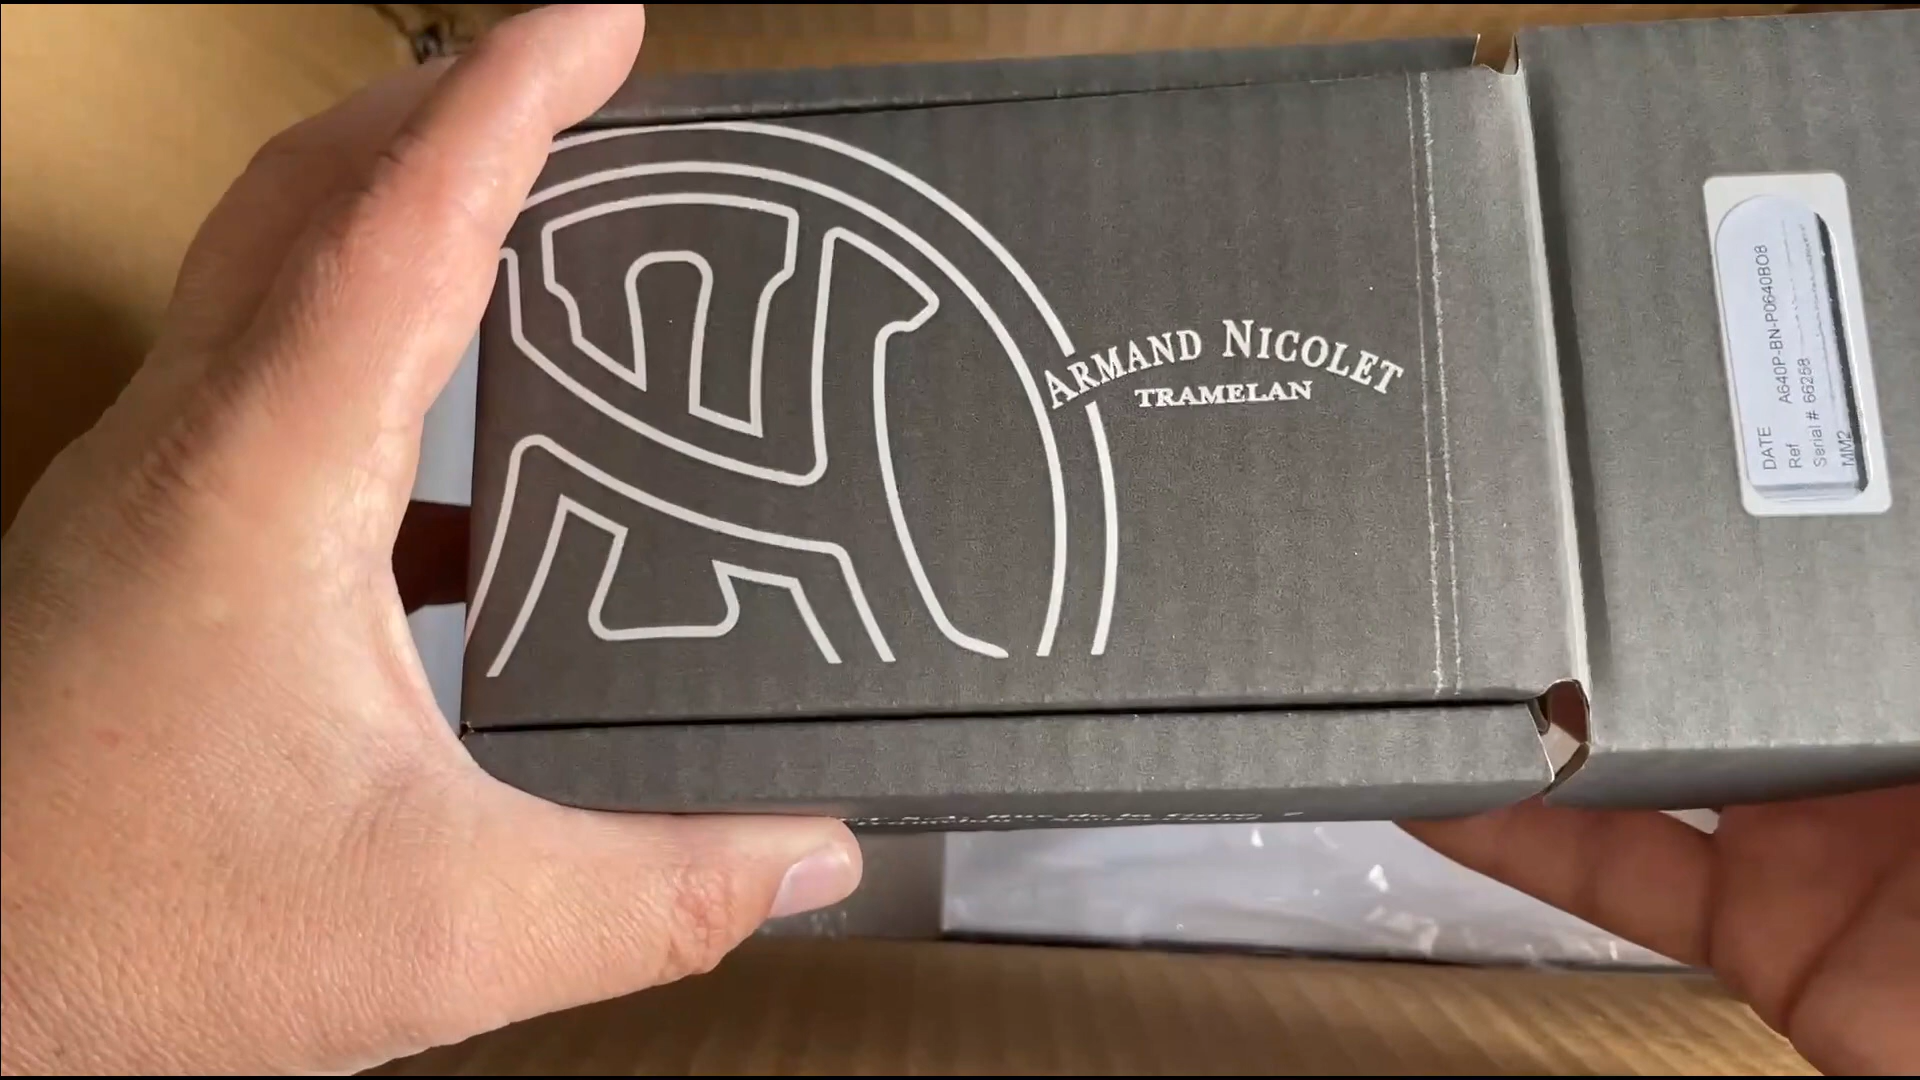 ARMAND NICOLET
TRAMELAN
DATE
Ref A640P-BN-P0640BO8
Serial # 66258
MM2